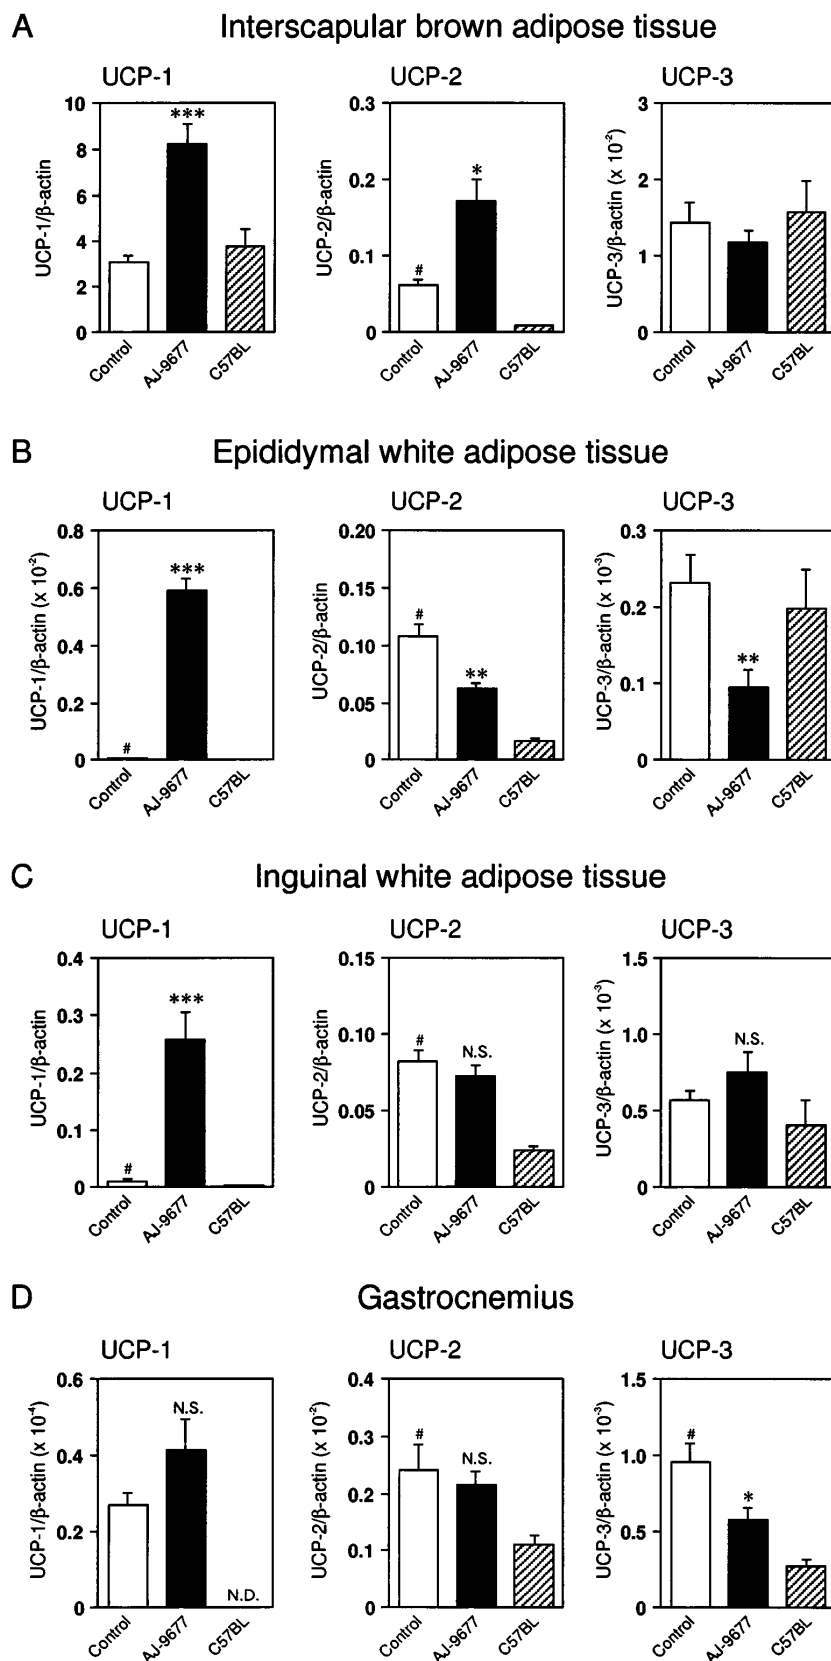 A Interscapular brown adipose tissue
UCP-1 UCP-2 UCP-3
UCP-1/β-actin
10
8
6
4
2
0
***
Control AJ-9677 C57BL
UCP-2/β-actin
0.3
0.2
0.1
0
#
*
Control AJ-9677 C57BL
UCP-3/β-actin (x 10⁻²)
3
2
1
0
Control AJ-9677 C57BL
B Epididymal white adipose tissue
UCP-1 UCP-2 UCP-3
UCP-1/β-actin (x 10⁻²)
0.8
0.6
0.4
0.2
0
#
***
Control AJ-9677 C57BL
UCP-2/β-actin
0.20
0.15
0.10
0.05
0
#
**
Control AJ-9677 C57BL
UCP-3/β-actin (x 10⁻³)
0.3
0.2
0.1
0
**
Control AJ-9677 C57BL
C Inguinal white adipose tissue
UCP-1 UCP-2 UCP-3
UCP-1/β-actin
0.4
0.3
0.2
0.1
0
#
***
Control AJ-9677 C57BL
UCP-2/β-actin
0.15
0.10
0.05
0
#
N.S.
Control AJ-9677 C57BL
UCP-3/β-actin (x 10⁻³)
1.5
1.0
0.5
0
N.S.
Control AJ-9677 C57BL
D Gastrocnemius
UCP-1 UCP-2 UCP-3
UCP-1/β-actin (x 10⁻⁴)
0.6
0.4
0.2
0
N.S.
N.D.
Control AJ-9677 C57BL
UCP-2/β-actin (x 10⁻²)
0.4
0.3
0.2
0.1
0
#
N.S.
Control AJ-9677 C57BL
UCP-3/β-actin (x 10⁻³)
1.5
1.0
0.5
0
#
*
Control AJ-9677 C57BL